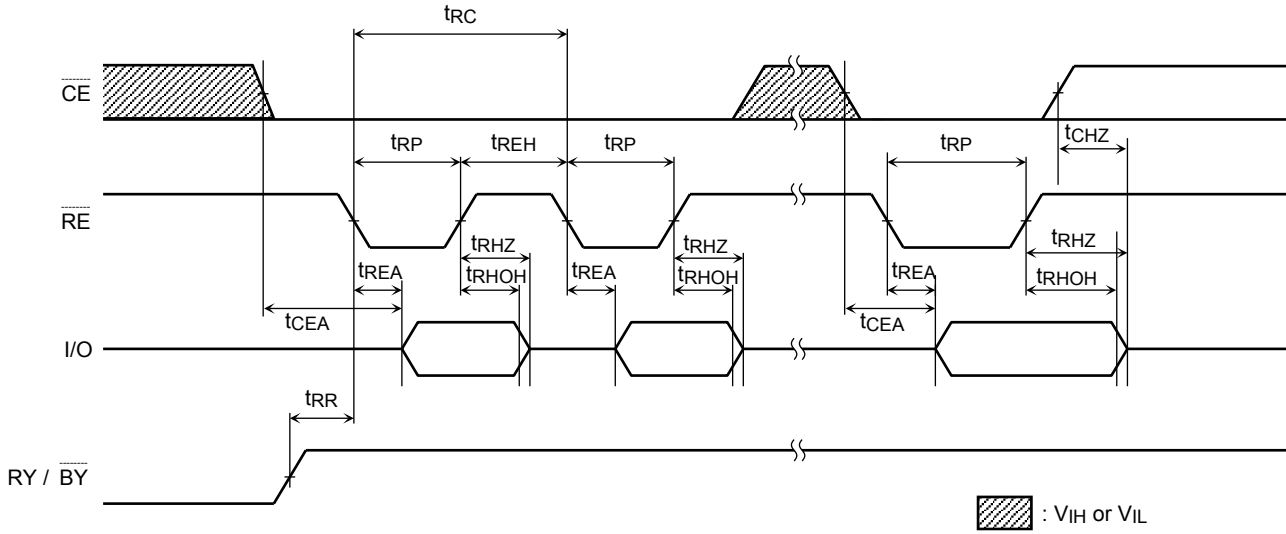 tRC
CE
tRP
tREH
tRP
tRP
tCHZ
RE
tREA
tRHZ
tRHOH
tREA
tRHZ
tRHOH
tREA
tRHZ
tRHOH
tCEA
tCEA
I/O
tRR
RY / BY
: VIH or VIL